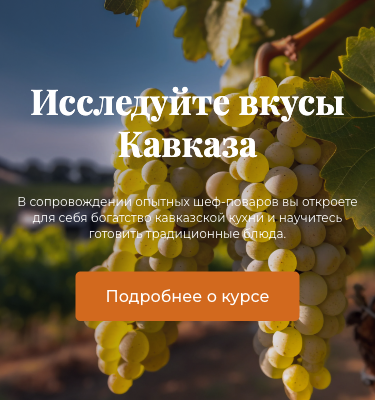 Исследуйте вкусы
Кавказа
В сопровождении опытных шеф-поваров вы откроете
для себя богатство кавказской кухни и научитесь
готовить традиционные блюда.
Подробнее о курсе